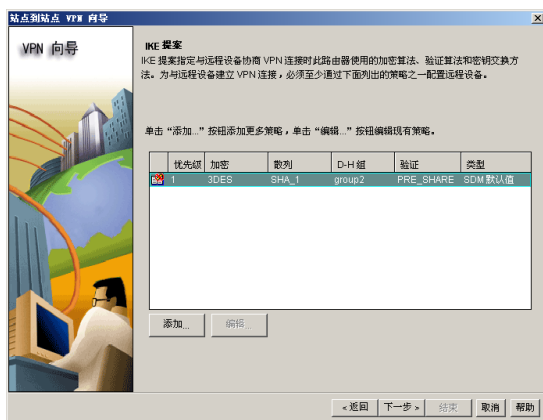 站点到站点 VPN 向导
VPN 向导
IKE 提案
IKE 提案指定与远程设备协商 VPN 连接时此路由器使用的加密算法、验证算法和密钥交换方
法。为与远程设备建立 VPN 连接，必须至少通过下面列出的策略之一配置远程设备。
单击 “添加...” 按钮添加更多策略，单击 “编辑...” 按钮编辑现有策略。
优先级 加密 散列 D-H 组 验证 类型
1 3DES SHA_1 group2 PRE_SHARE SDM 默认值
添加... 编辑...
< 返回 下一步 > 结束 取消 帮助